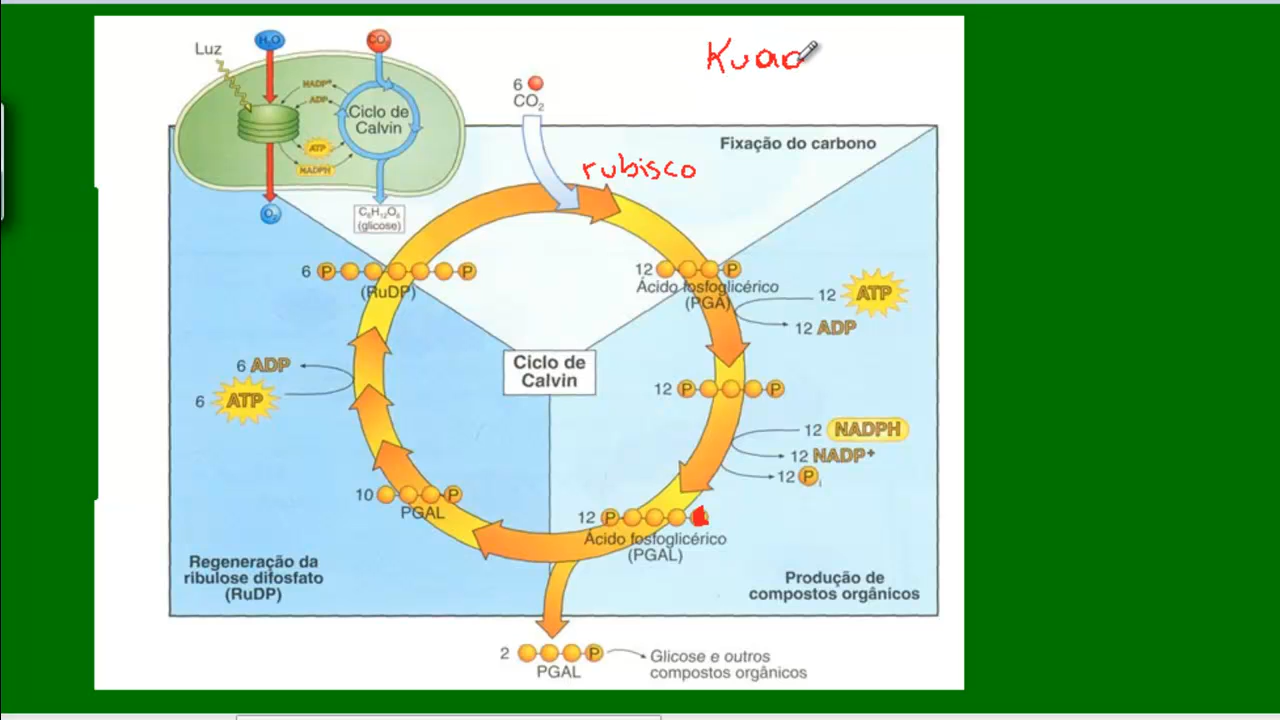 Luz
H₂O
CO₂
NADP⁺
ADP
Ciclo de
Calvin
ATP
NADPH
O₂
C₆H₁₂O₆
(glicose)
Kuao
6
CO₂
Fixação do carbono
rubisco
6 P P
(RuDP)
12 P
Ácido fosfoglicérico
(PGA)
12 ATP
12 ADP
Ciclo de
Calvin
6 ADP
6 ATP
12 P P
12 NADPH
12 NADP⁺
12 Pᵢ
10 P
PGAL
12 P
Ácido fosfoglicérico
(PGAL)
Regeneração da
ribulose difosfato
(RuDP)
Produção de
compostos orgânicos
2 P
PGAL
Glicose e outros
compostos orgânicos